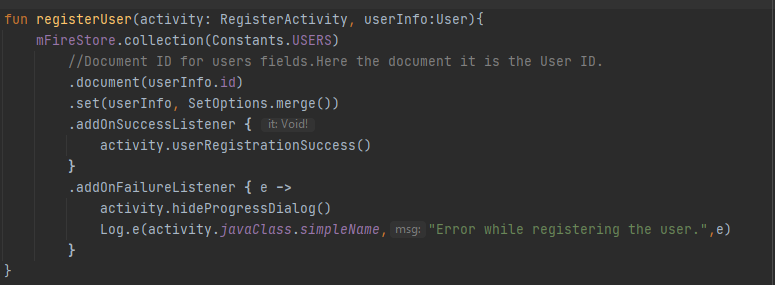 fun registerUser(activity: RegisterActivity, userInfo:User){
    mFireStore.collection(Constants.USERS)
        //Document ID for users fields.Here the document it is the User ID.
        .document(userInfo.id)
        .set(userInfo, SetOptions.merge())
        .addOnSuccessListener { it: Void!
            activity.userRegistrationSuccess()
        }
        .addOnFailureListener { e ->
            activity.hideProgressDialog()
            Log.e(activity.javaClass.simpleName, msg: "Error while registering the user.",e)
        }
}